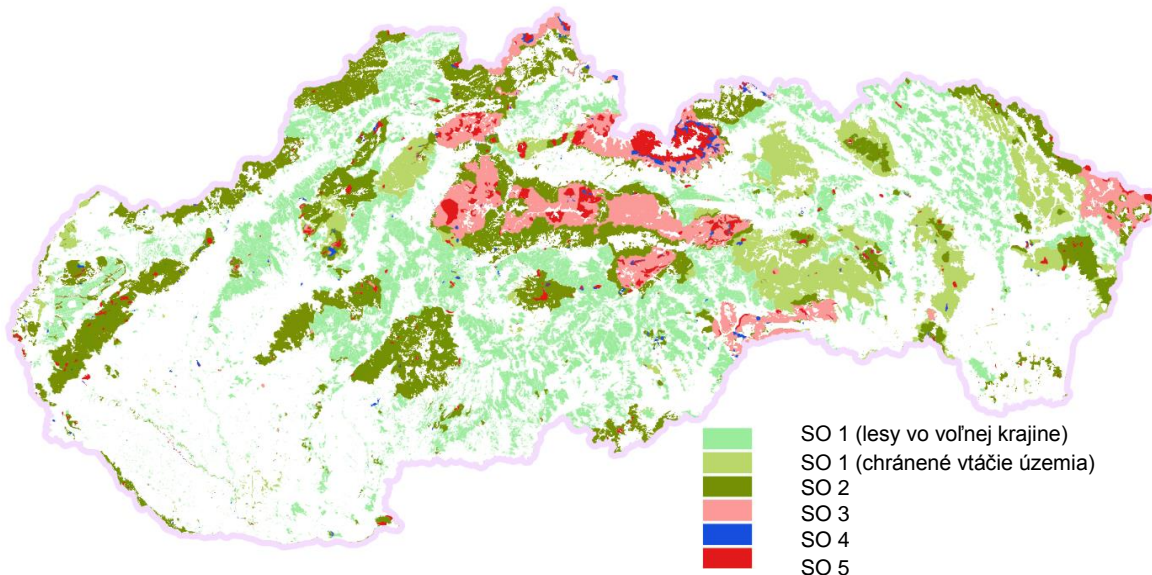 SO 1 (lesy vo voľnej krajine)
SO 1 (chránené vtáčie územia)
SO 2
SO 3
SO 4
SO 5